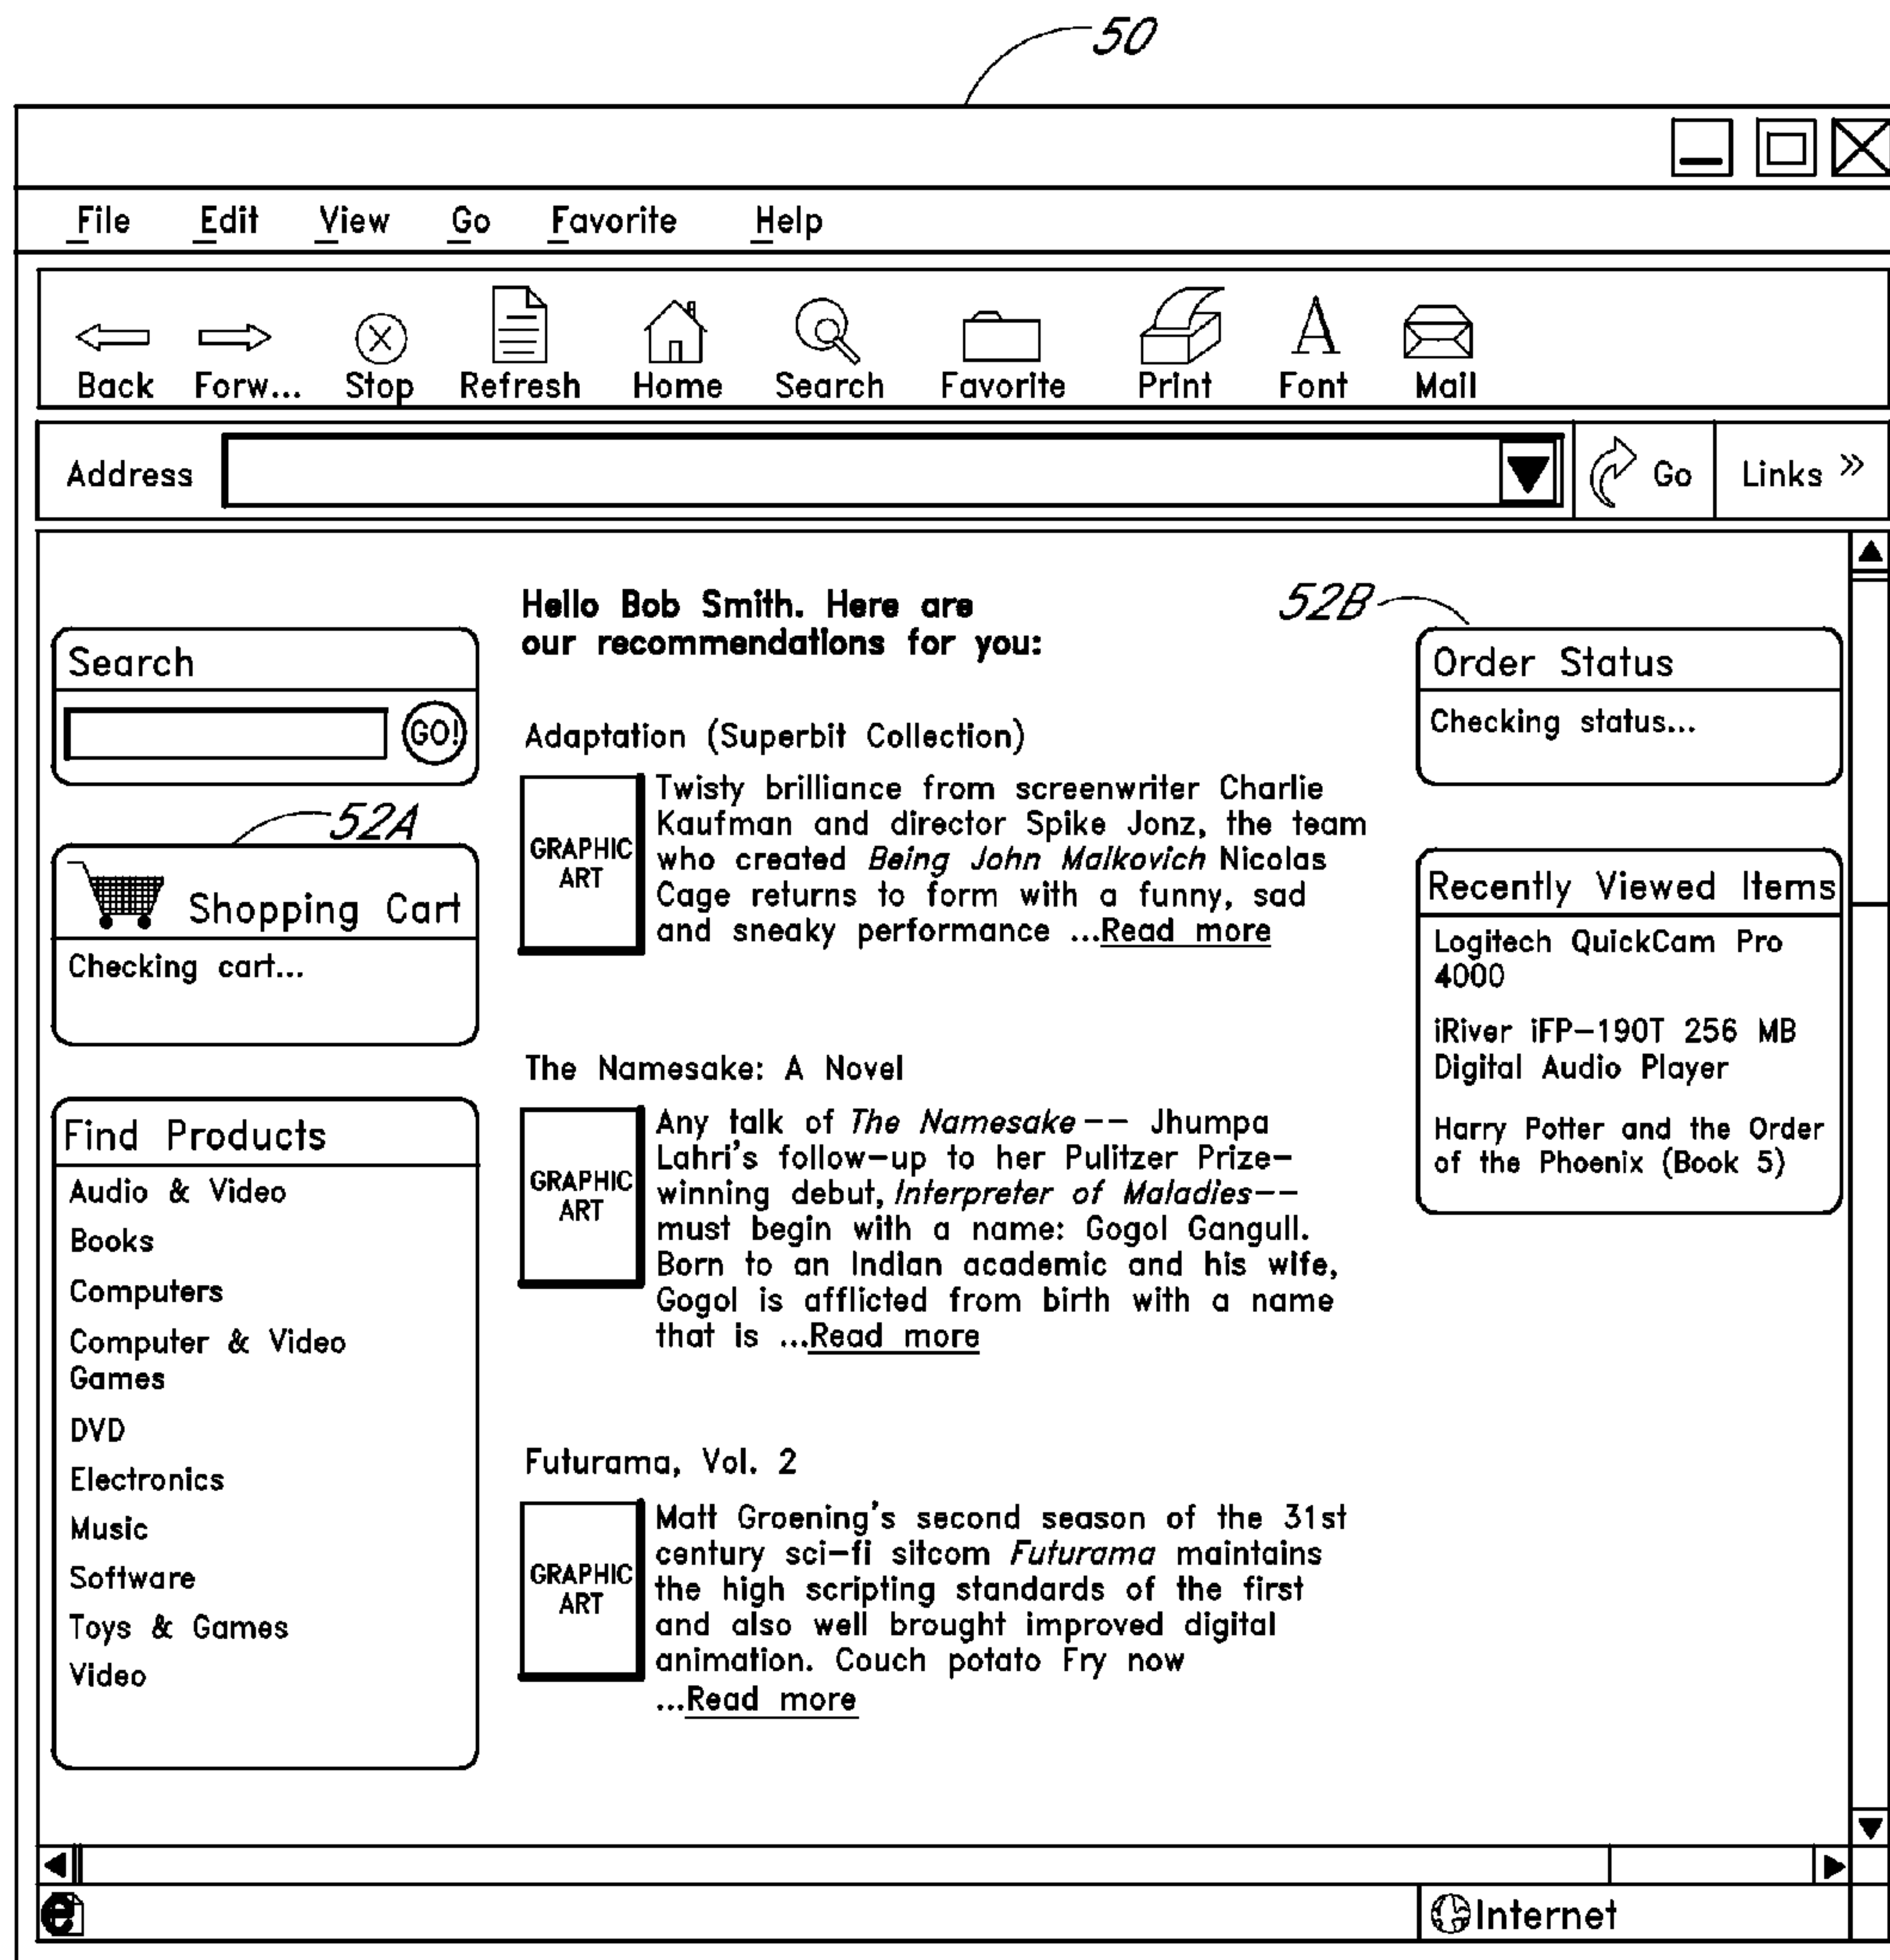 50
File Edit View Go Favorite Help
Back Forw... Stop Refresh Home Search Favorite Print Font Mail
Address Go Links »
Search
GO!
52A
Shopping Cart
Checking cart...
Find Products
Audio & Video
Books
Computers
Computer & Video
Games
DVD
Electronics
Music
Software
Toys & Games
Video
Hello Bob Smith. Here are
our recommendations for you:
Adaptation (Superbit Collection)
GRAPHIC
ART
Twisty brilliance from screenwriter Charlie
Kaufman and director Spike Jonz, the team
who created Being John Malkovich Nicolas
Cage returns to form with a funny, sad
and sneaky performance ...Read more
The Namesake: A Novel
GRAPHIC
ART
Any talk of The Namesake-- Jhumpa
Lahri's follow-up to her Pulitzer Prize-
winning debut, Interpreter of Maladies--
must begin with a name: Gogol Gangull.
Born to an Indian academic and his wife,
Gogol is afflicted from birth with a name
that is ...Read more
Futurama, Vol. 2
GRAPHIC
ART
Matt Groening's second season of the 31st
century sci-fi sitcom Futurama maintains
the high scripting standards of the first
and also well brought improved digital
animation. Couch potato Fry now
...Read more
52B
Order Status
Checking status...
Recently Viewed Items
Logitech QuickCam Pro
4000
iRiver iFP-190T 256 MB
Digital Audio Player
Harry Potter and the Order
of the Phoenix (Book 5)
e
Internet